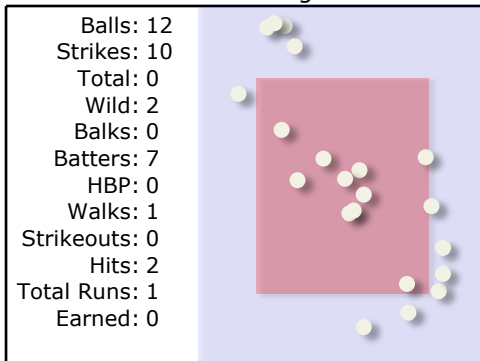 Balls: 12
Strikes: 10
Total: 0
Wild: 2
Balks: 0
Batters: 7
HBP: 0
Walks: 1
Strikeouts: 0
Hits: 2
Total Runs: 1
Earned: 0